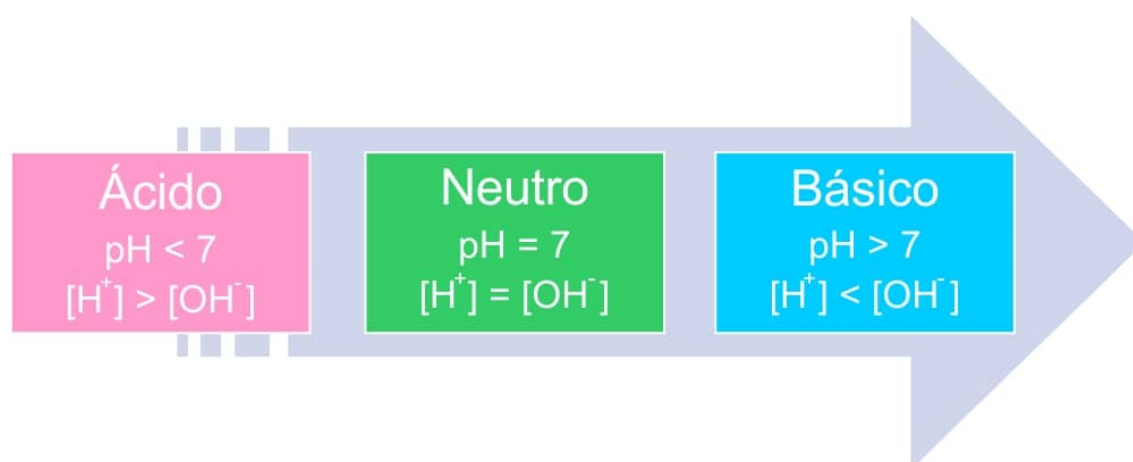 Ácido
pH < 7
[H⁺] > [OH⁻]
Neutro
pH = 7
[H⁺] = [OH⁻]
Básico
pH > 7
[H⁺] < [OH⁻]